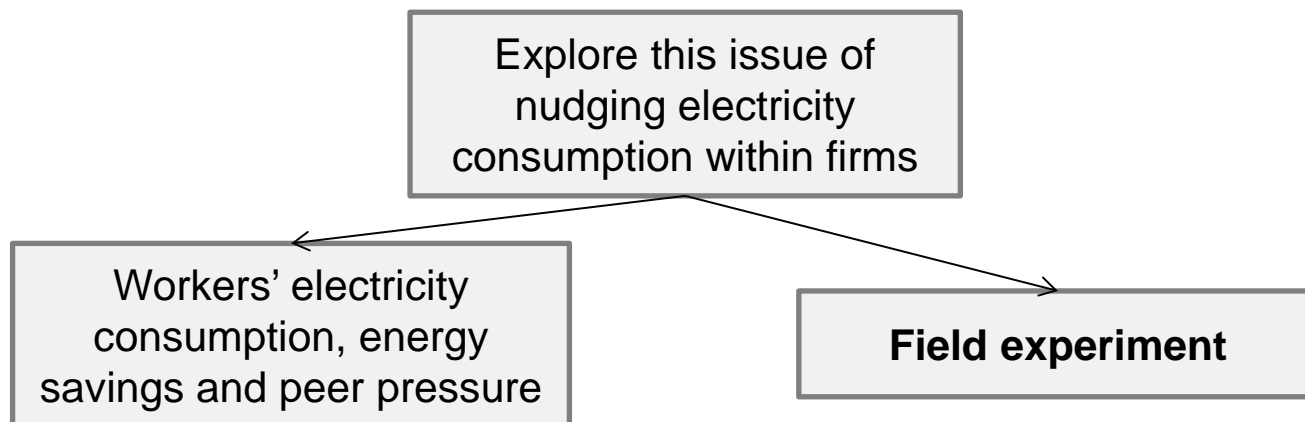 Explore this issue of
nudging electricity
consumption within firms
Workers’ electricity
consumption, energy
savings and peer pressure
Field experiment